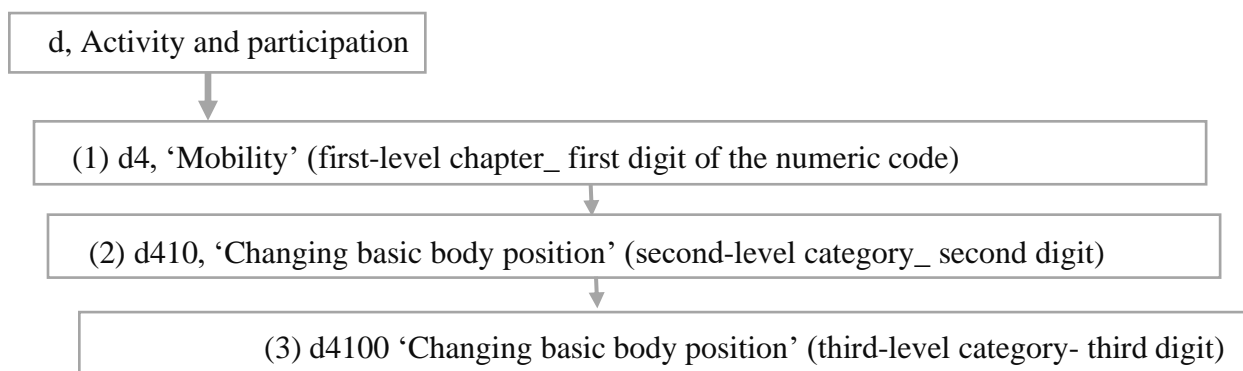 d, Activity and participation
(1) d4, ‘Mobility’ (first-level chapter_ first digit of the numeric code)
(2) d410, ‘Changing basic body position’ (second-level category_ second digit)
(3) d4100 ‘Changing basic body position’ (third-level category- third digit)